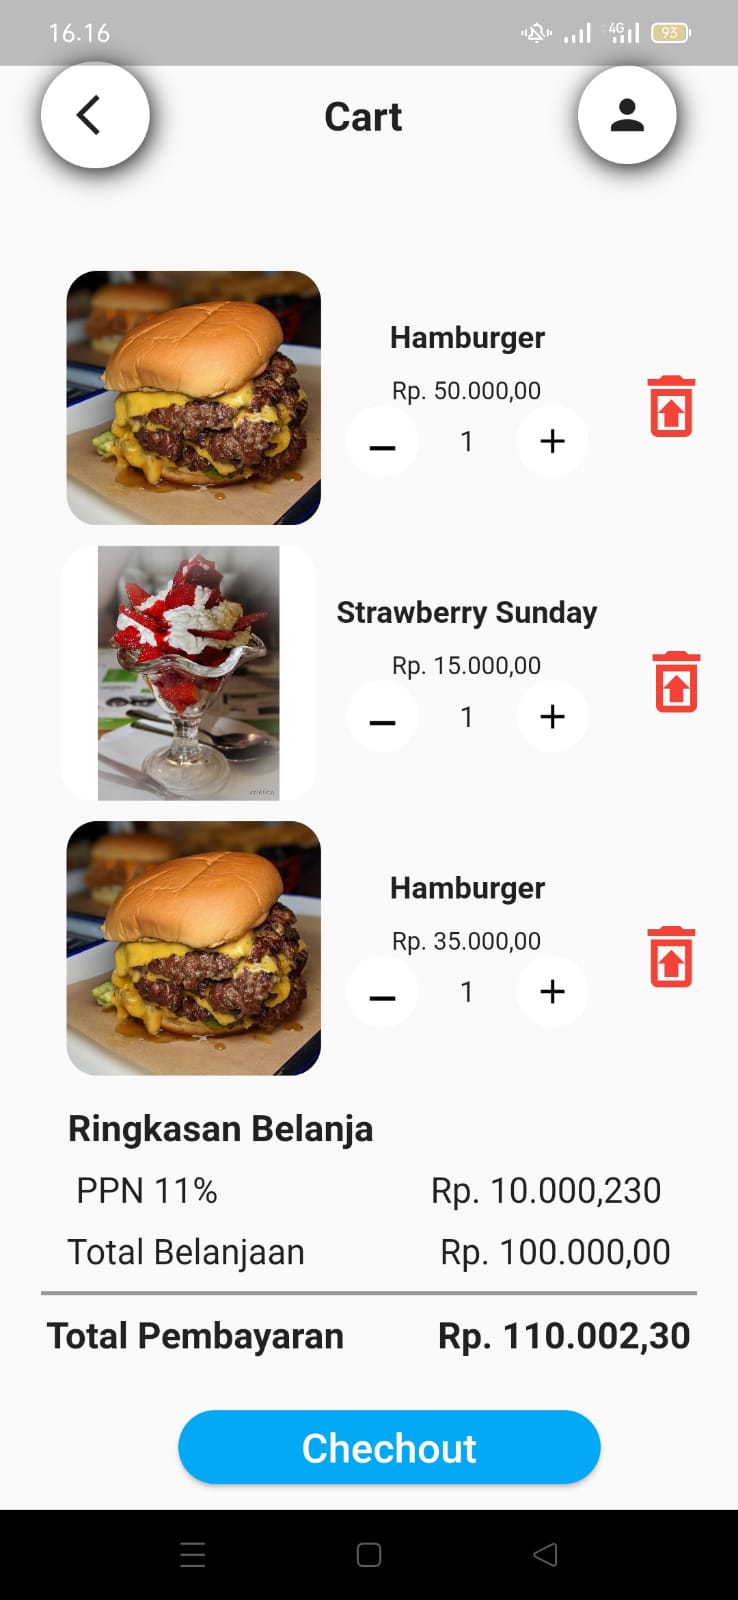 16.16
4G
93
Cart
Hamburger
Rp. 50.000,00
1
Strawberry Sunday
Rp. 15.000,00
1
Hamburger
Rp. 35.000,00
1
Ringkasan Belanja
PPN 11% Rp. 10.000,230
Total Belanjaan Rp. 100.000,00
Total Pembayaran Rp. 110.002,30
Chechout